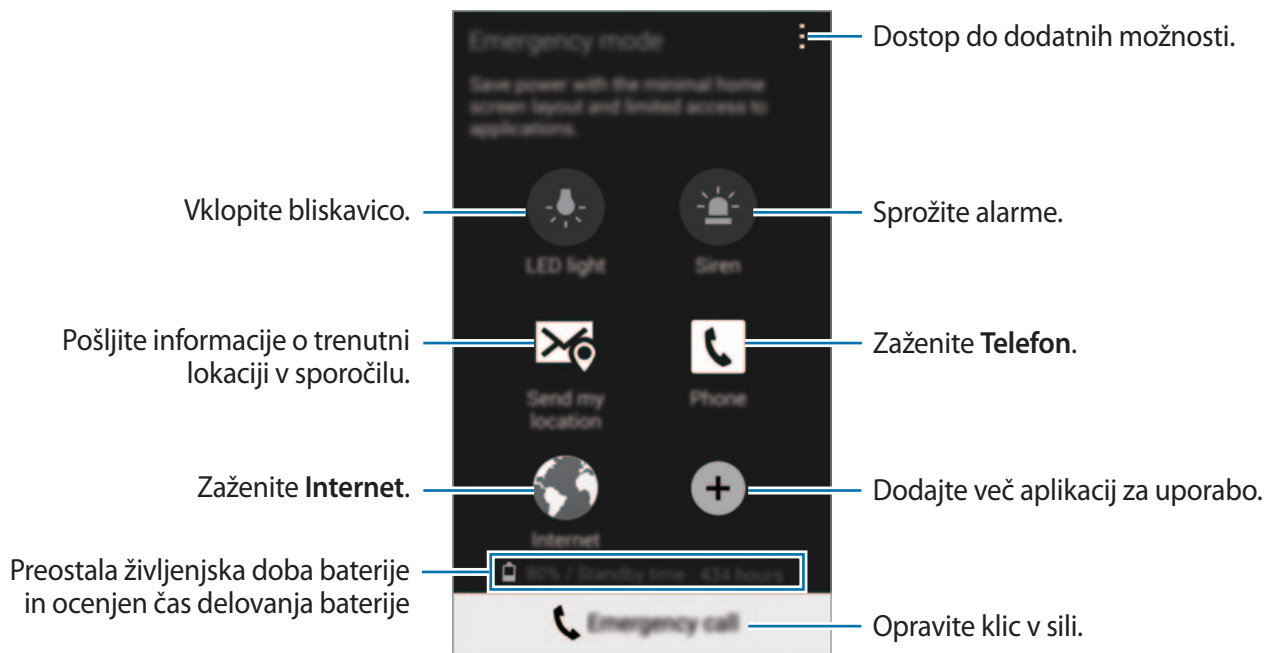 Emergency mode
Dostop do dodatnih možnosti.
Save power with the minimal home
screen layout and limited access to
applications.
Vklopite bliskavico.
LED light
Siren
Sprožite alarme.
Pošljite informacije o trenutni
lokaciji v sporočilu.
Send my
location
Phone
Zaženite Telefon.
Zaženite Internet.
Internet
Dodajte več aplikacij za uporabo.
Preostala življenjska doba baterije
in ocenjen čas delovanja baterije
80% / Standby time : 434 hours
Emergency call
Opravite klic v sili.